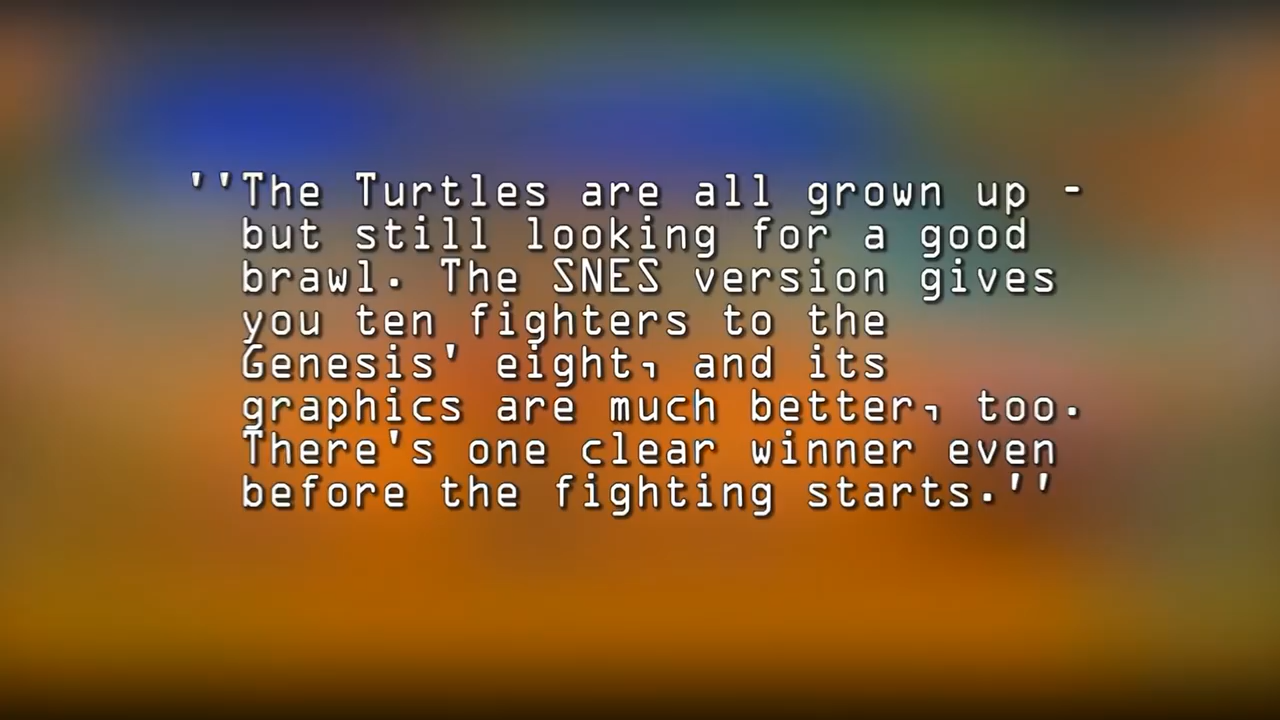 ''The Turtles are all grown up -
but still looking for a good
brawl. The SNES version gives
you ten fighters to the
Genesis' eight, and its
graphics are much better, too.
There's one clear winner even
before the fighting starts.''